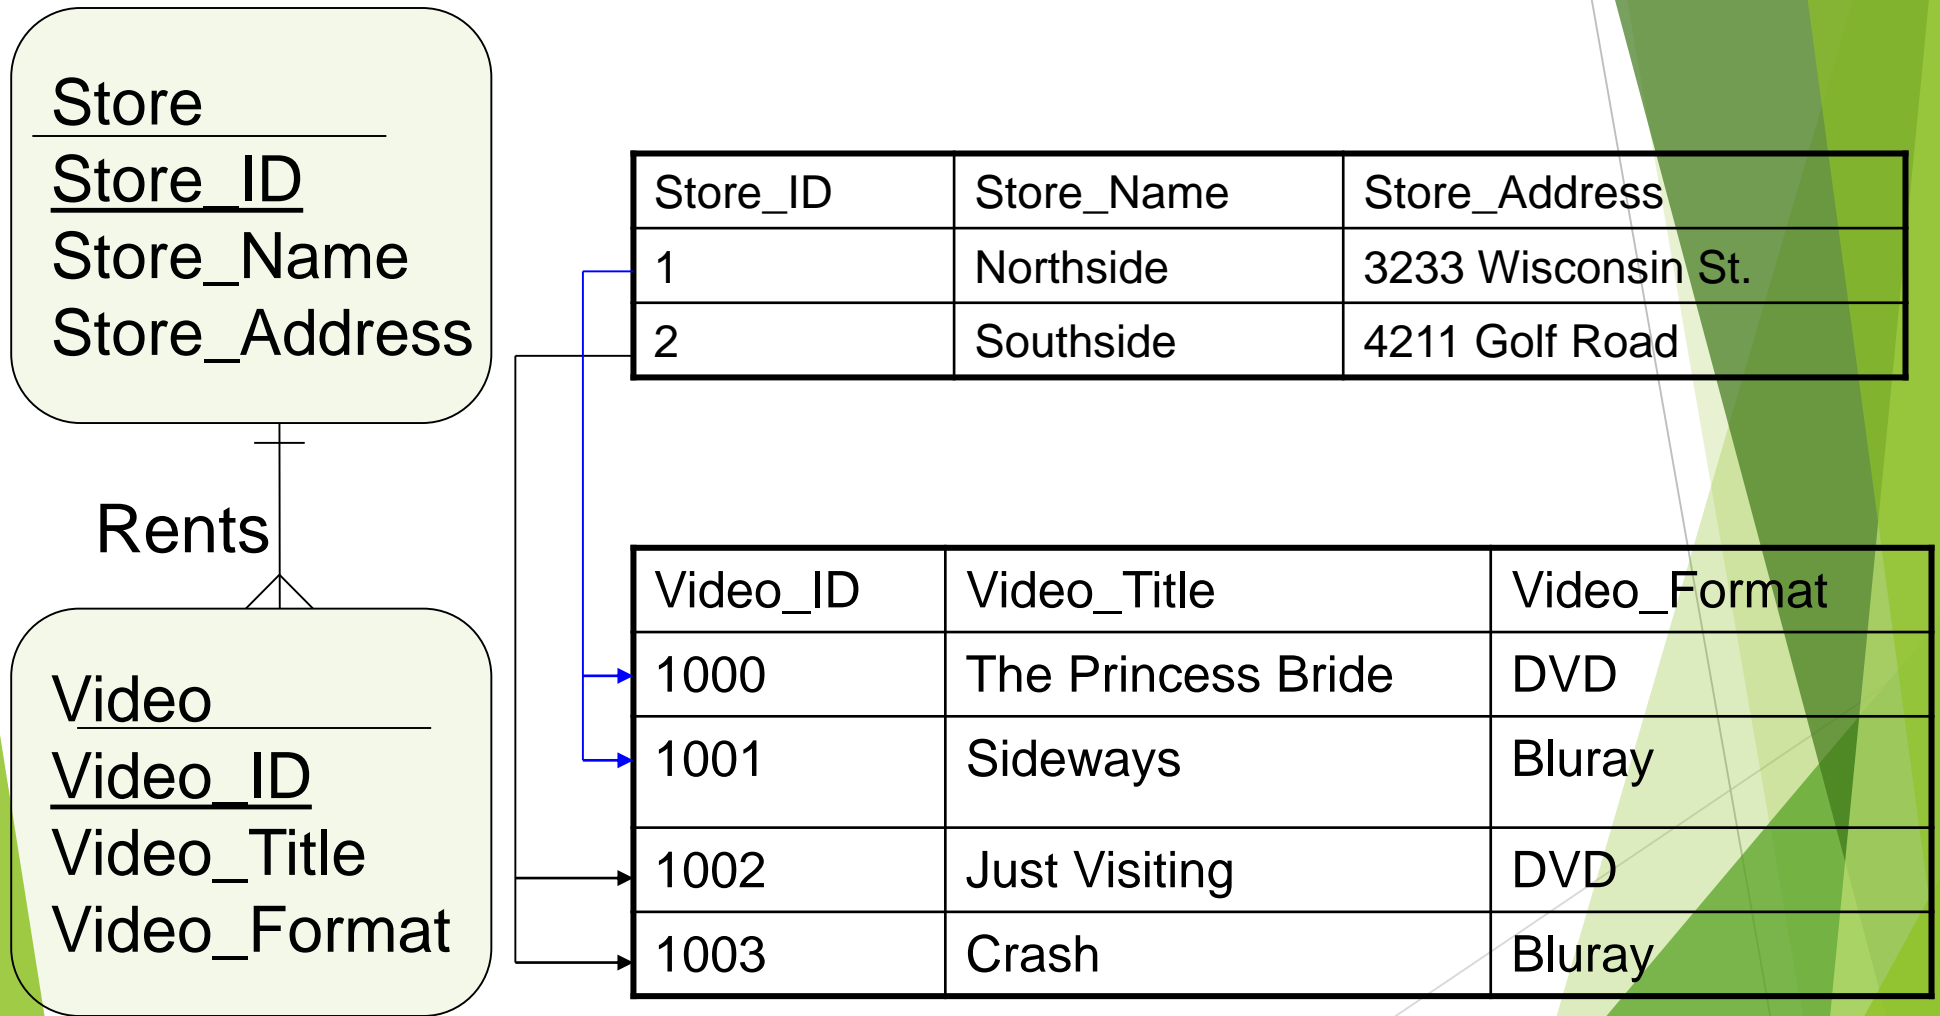 Store
Store_ID
Store_Name
Store_Address
Rents
Video
Video_ID
Video_Title
Video_Format
Store_ID Store_Name Store_Address
1 Northside 3233 Wisconsin St.
2 Southside 4211 Golf Road
Video_ID Video_Title Video_Format
1000 The Princess Bride DVD
1001 Sideways Bluray
1002 Just Visiting DVD
1003 Crash Bluray